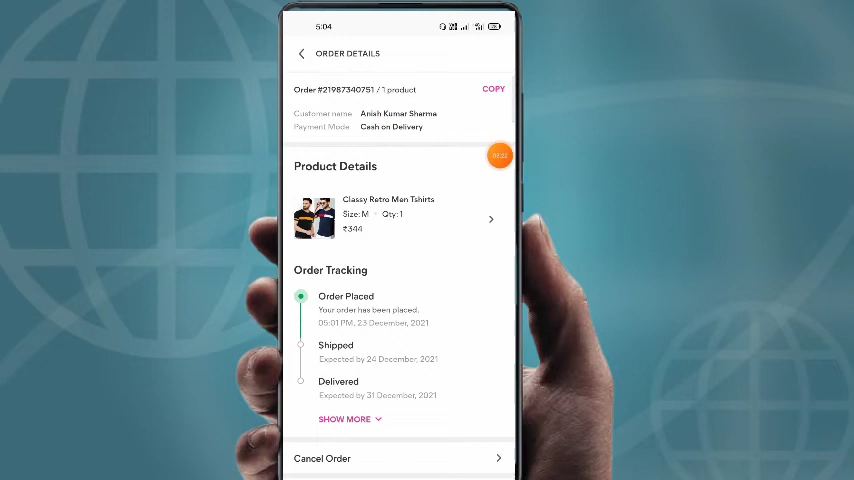 5:04
ORDER DETAILS
Order #21987340751 / 1 product
COPY
Customer name Anish Kumar Sharma
Payment Mode Cash on Delivery
Product Details
Classy Retro Men Tshirts
Size: M • Qty: 1
₹344
Order Tracking
Order Placed
Your order has been placed.
05:01 PM, 23 December, 2021
Shipped
Expected by 24 December, 2021
Delivered
Expected by 31 December, 2021
SHOW MORE
Cancel Order